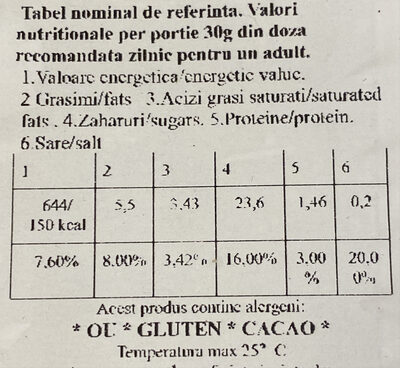 Tabel nominal de referinta. Valori
nutritionale per portie 30g din doza
recomandata zilnic pentru un adult.
1.Valoare energetica/energetic value.
2 Grasimi/fats 3.Acizi grasi saturati/saturated
fats . 4.Zaharuri/sugars. 5.Proteine/protein.
6.Sare/salt
1 2 3 4 5 6
644/ 5,5 3,43 23,6 1,46 0,2
150 kcal
7,60% 8.00% 3,42% 16,00% 3.00 20.0
% 0%
Acest produs contine alergeni:
* OU * GLUTEN * CACAO *
Temperatura max 25° C